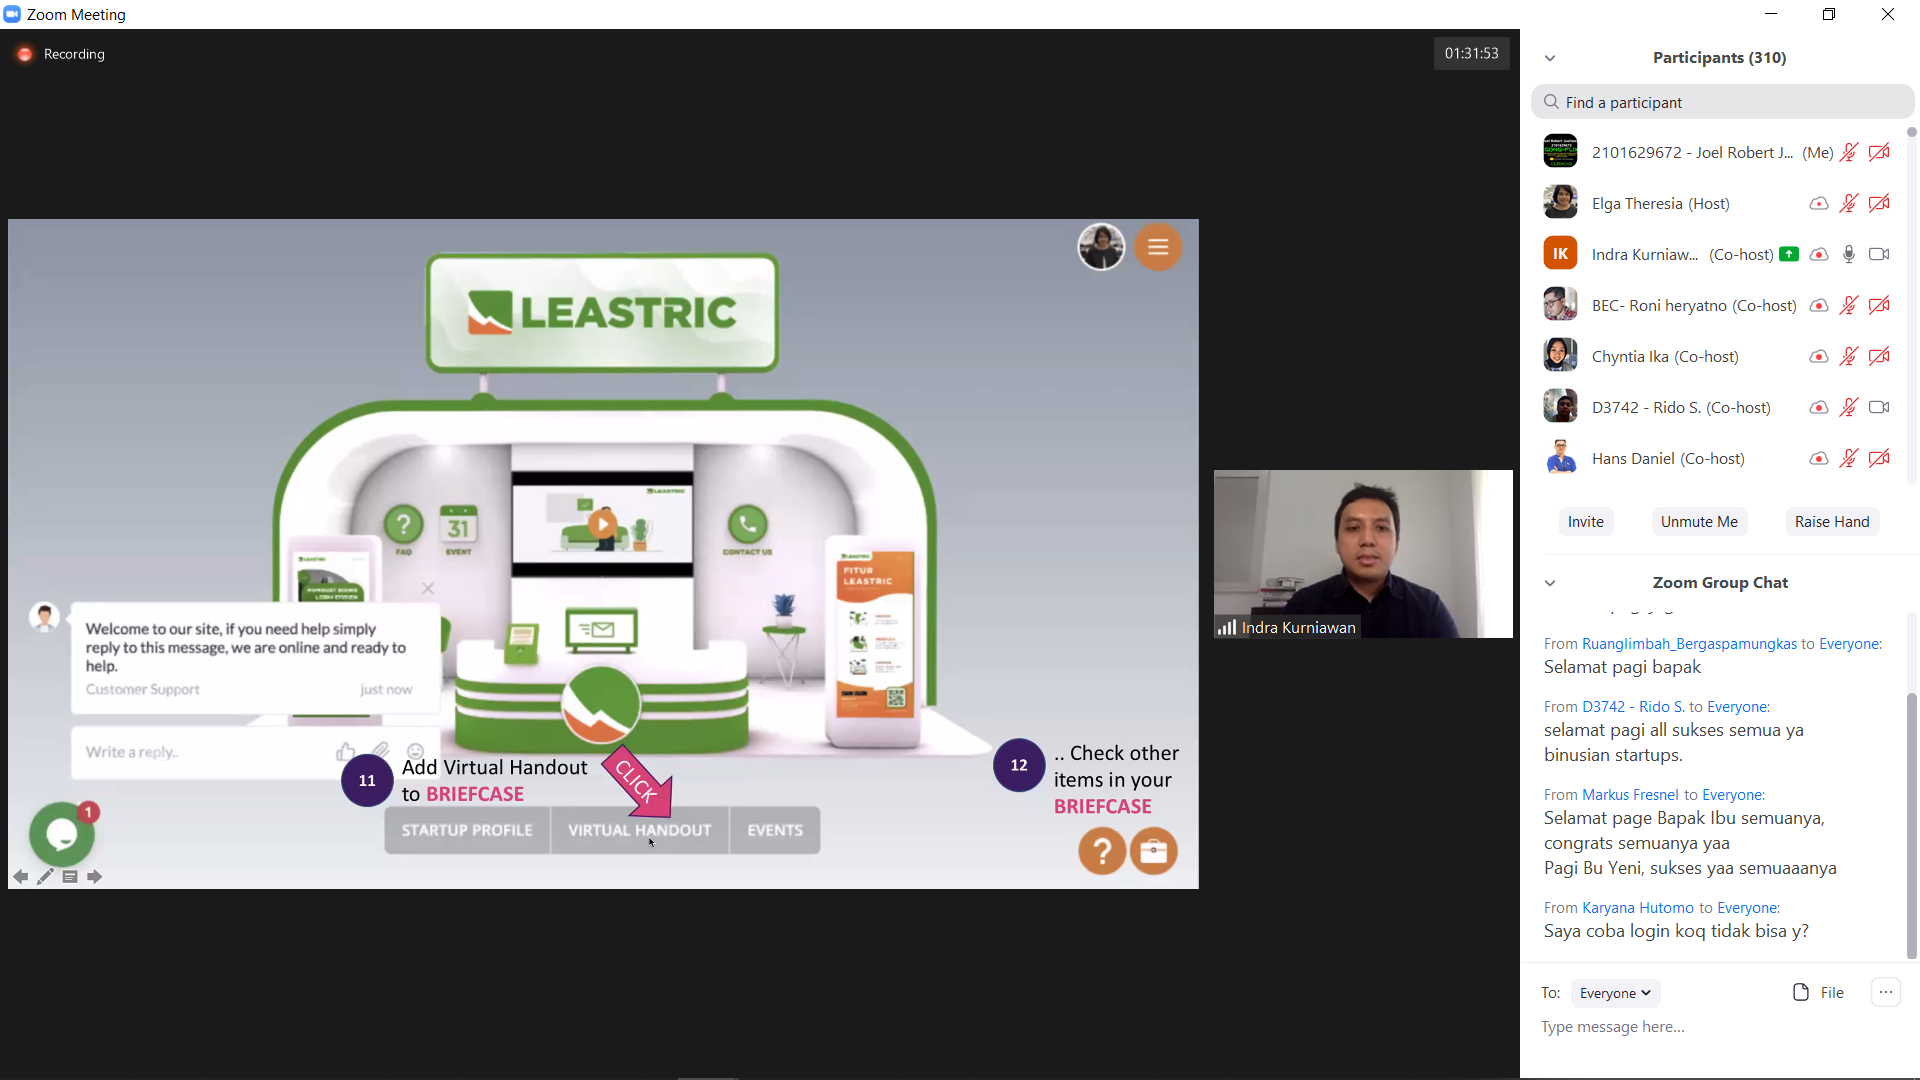 Zoom Meeting
Recording
01:31:53
LEASTRIC
LEASTRIC
?
31
FAQ
EVENT
CONTACT US
LEASTRIC
LEASTRIC
FITUR
LEASTRIC
Welcome to our site, if you need help simply
reply to this message, we are online and ready to
help.
Customer Support just now
Write a reply..
11
Add Virtual Handout
to BRIEFCASE
CLICK
12
.. Check other
items in your
BRIEFCASE
1
STARTUP PROFILE
VIRTUAL HANDOUT
EVENTS
?
Indra Kurniawan
Participants (310)
Find a participant
2101629672 - Joel Robert J... (Me)
Elga Theresia (Host)
IK
Indra Kurniaw... (Co-host)
BEC- Roni heryatno (Co-host)
Chyntia Ika (Co-host)
D3742 - Rido S. (Co-host)
Hans Daniel (Co-host)
Invite
Unmute Me
Raise Hand
Zoom Group Chat
From Ruanglimbah_Bergaspamungkas to Everyone:
Selamat pagi bapak
From D3742 - Rido S. to Everyone:
selamat pagi all sukses semua ya
binusian startups.
From Markus Fresnel to Everyone:
Selamat page Bapak Ibu semuanya,
congrats semuanya yaa
Pagi Bu Yeni, sukses yaa semuaaanya
From Karyana Hutomo to Everyone:
Saya coba login koq tidak bisa y?
To: Everyone
File
...
Type message here...